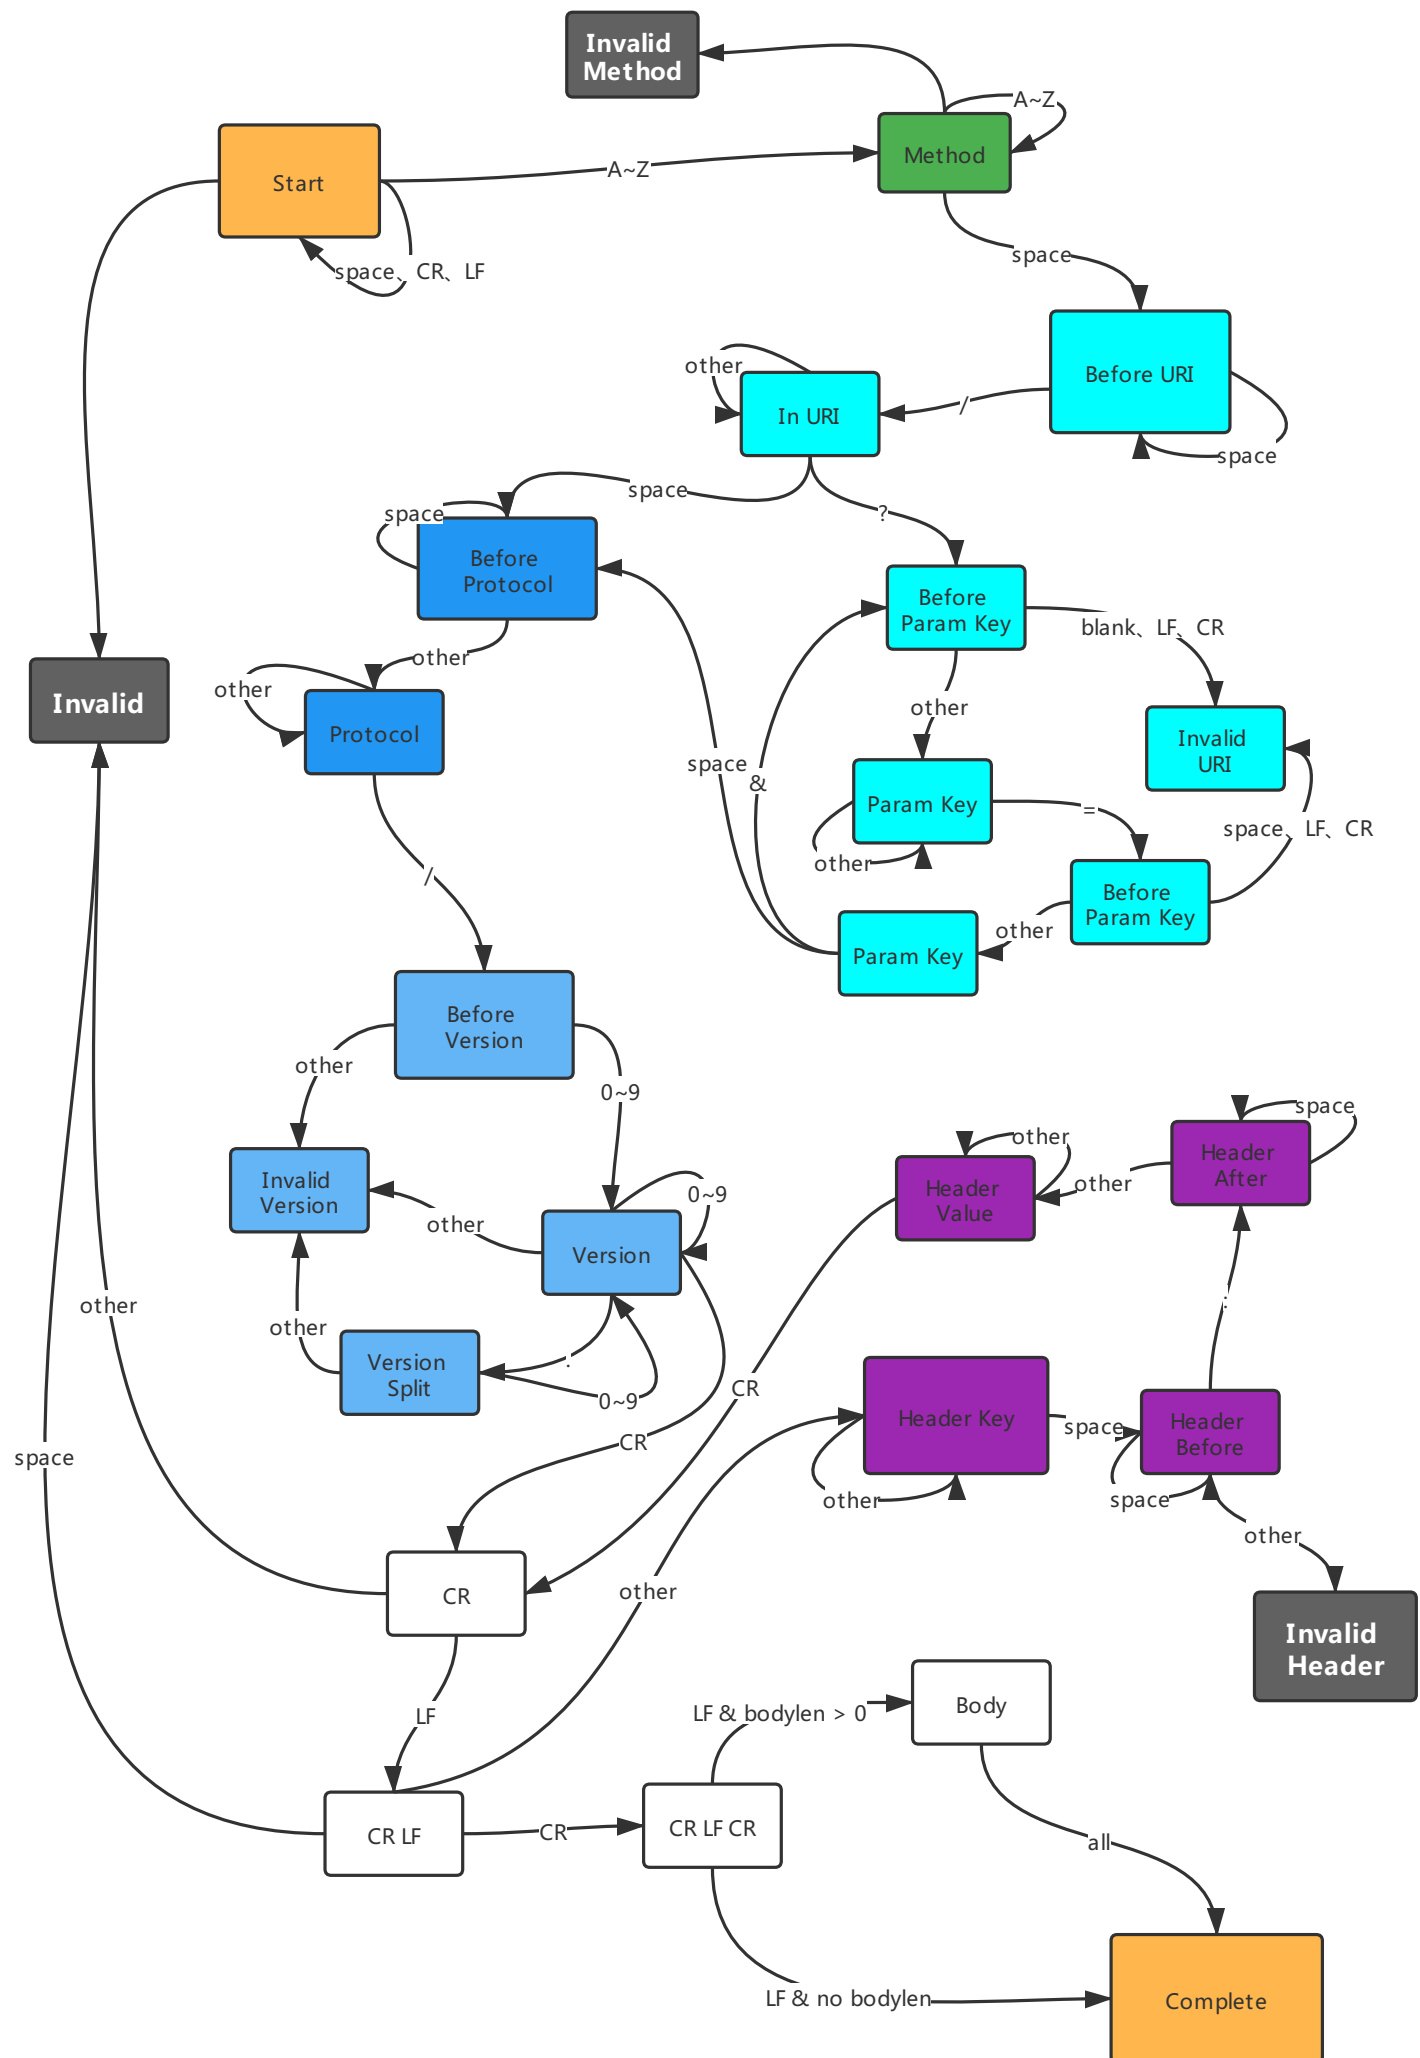 Invalid
Method
A~Z
Method
Start
A~Z
space、CR、LF
space
Before URI
other
In URI
/
space
space
?
space
Before
Protocol
Before
Param Key
blank、LF、CR
other
other
Invalid
Protocol
other
Invalid
URI
space
&
Param Key
=
space、LF、CR
other
Before
Param Key
/
other
Param Key
Before
Version
other
0~9
Invalid
Version
0~9
other
Version
other
Version
Split
.
0~9
space
Header
After
other
Header
Value
other
:
other
CR
Header Key
space
Header
Before
other
space
CR
space
other
CR
other
Invalid
Header
LF
LF & bodylen > 0
Body
CR LF
CR
CR LF CR
all
LF & no bodylen
Complete